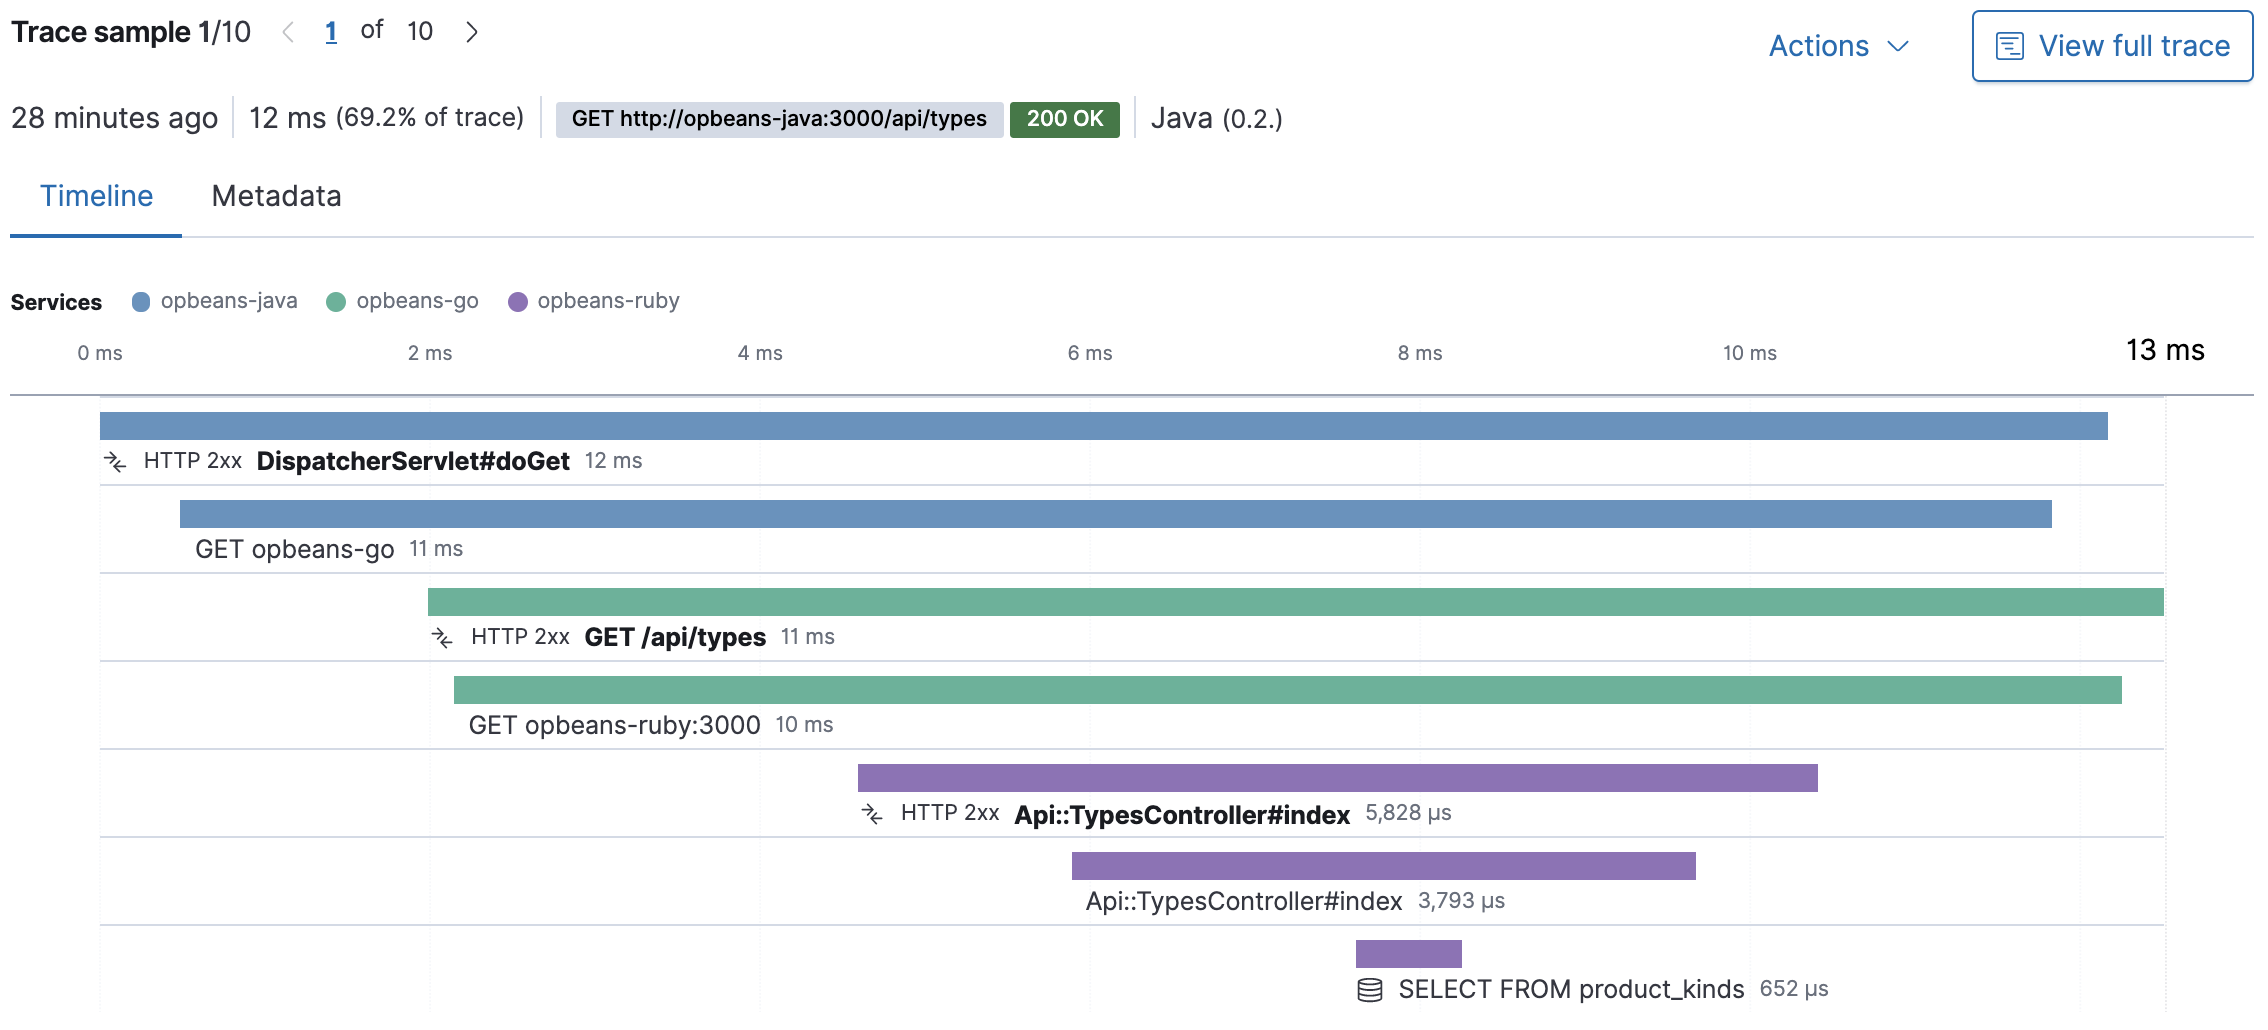 Trace sample 1/10 1 of 10
Actions View full trace
28 minutes ago 12 ms (69.2% of trace) GET http://opbeans-java:3000/api/types 200 OK Java (0.2.)
Timeline Metadata
Services opbeans-java opbeans-go opbeans-ruby
0 ms 2 ms 4 ms 6 ms 8 ms 10 ms 13 ms
HTTP 2xx DispatcherServlet#doGet 12 ms
GET opbeans-go 11 ms
HTTP 2xx GET /api/types 11 ms
GET opbeans-ruby:3000 10 ms
HTTP 2xx Api::TypesController#index 5,828 μs
Api::TypesController#index 3,793 μs
SELECT FROM product_kinds 652 μs